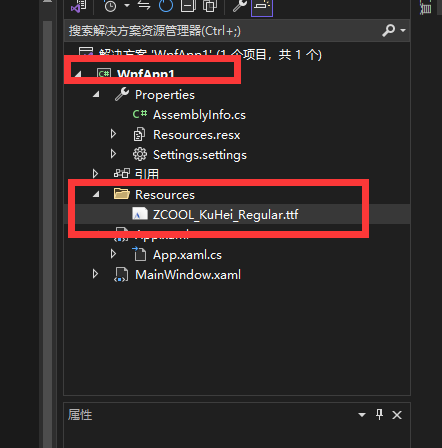 搜索解决方案资源管理器(Ctrl+;)
解决方案 'WpfApp1' (1 个项目，共 1 个)
WpfApp1
Properties
AssemblyInfo.cs
Resources.resx
Settings.settings
引用
Resources
ZCOOL_KuHei_Regular.ttf
App.xaml
App.xaml.cs
MainWindow.xaml
属性